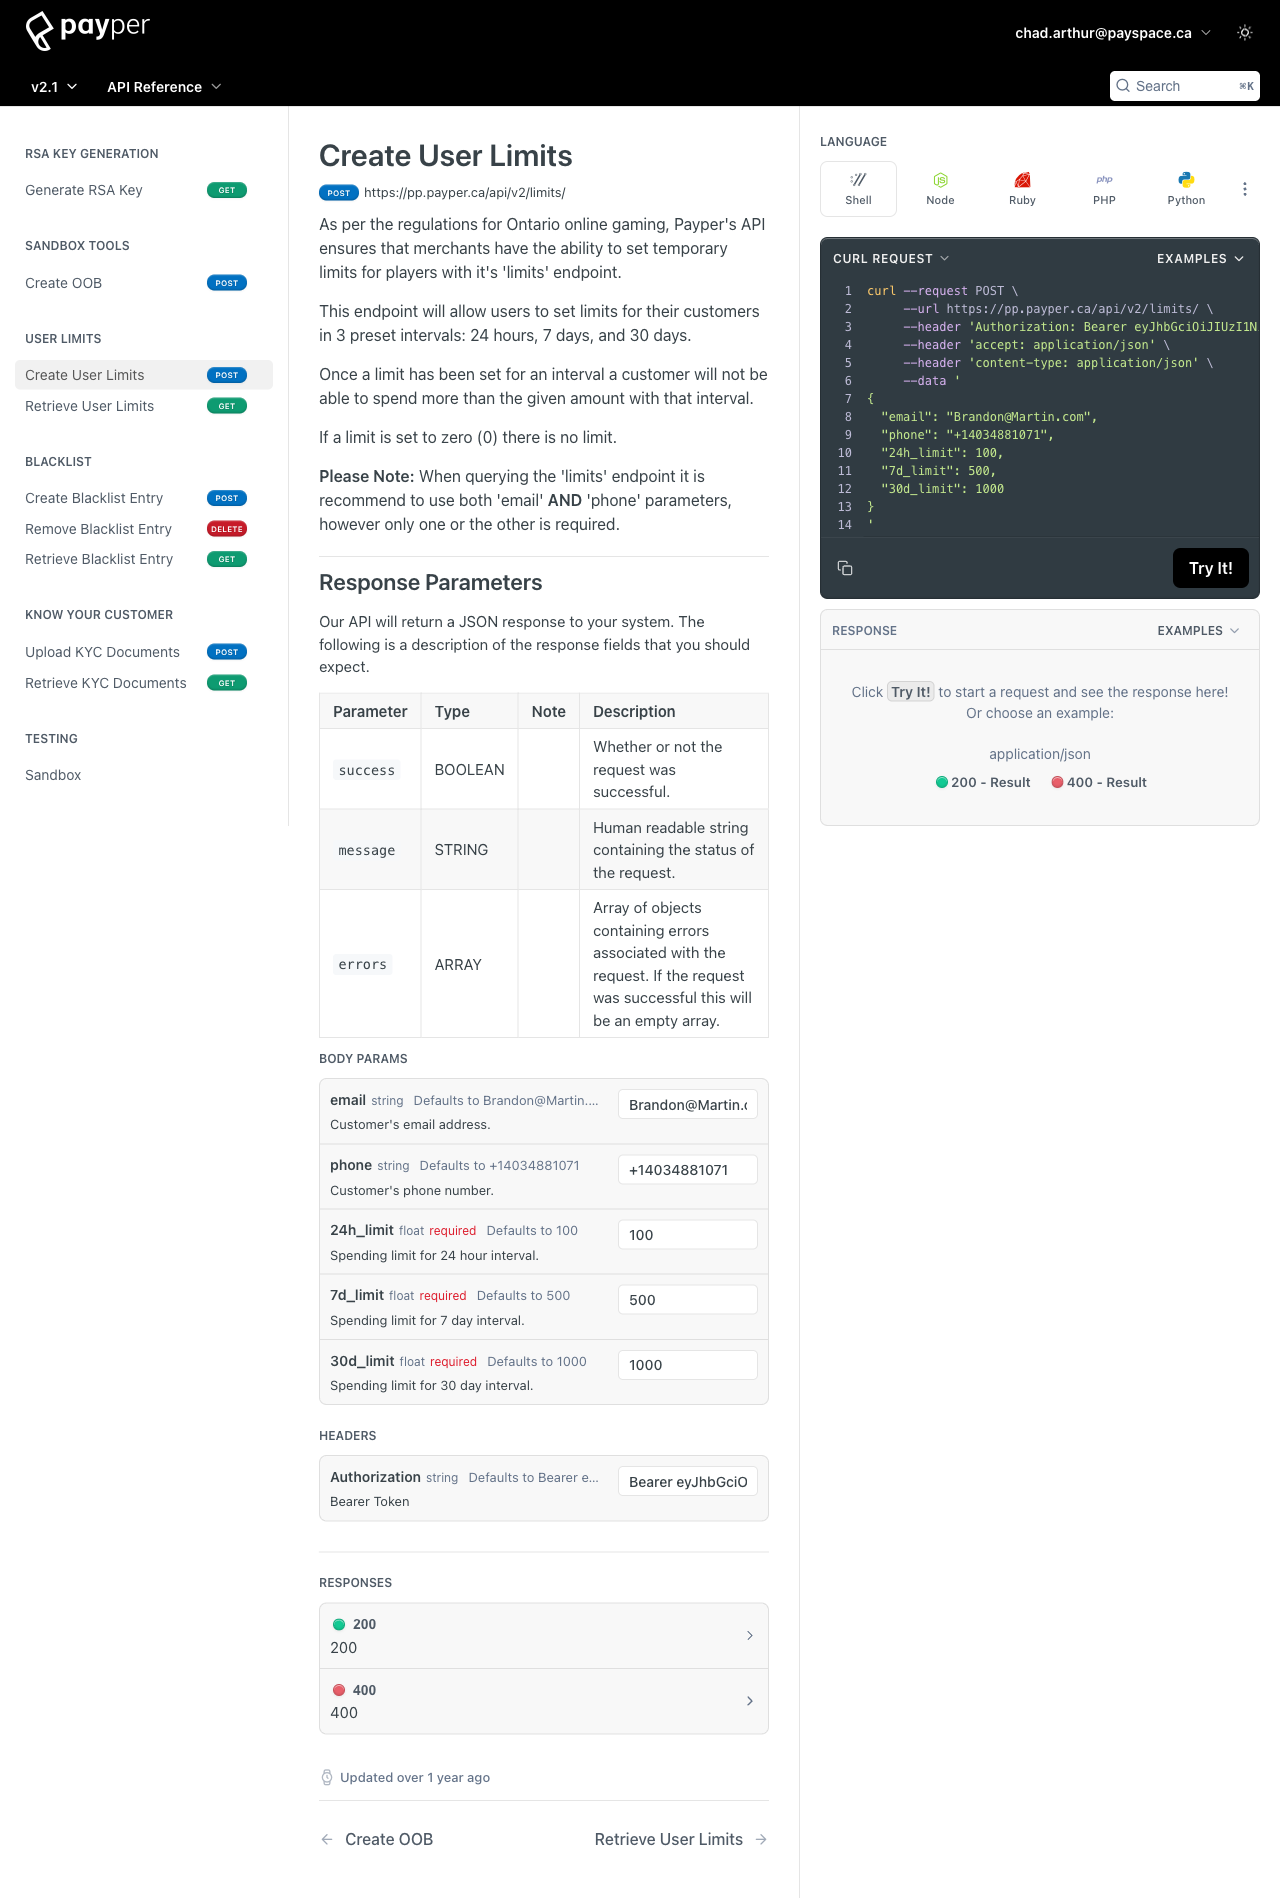 payper
chad.arthur@payspace.ca
v2.1
API Reference
Search
⌘K
RSA KEY GENERATION
Generate RSA Key
GET
SANDBOX TOOLS
Create OOB
POST
USER LIMITS
Create User Limits
POST
Retrieve User Limits
GET
BLACKLIST
Create Blacklist Entry
POST
Remove Blacklist Entry
DELETE
Retrieve Blacklist Entry
GET
KNOW YOUR CUSTOMER
Upload KYC Documents
POST
Retrieve KYC Documents
GET
TESTING
Sandbox
Create User Limits
POST https://pp.payper.ca/api/v2/limits/
As per the regulations for Ontario online gaming, Payper's API
ensures that merchants have the ability to set temporary
limits for players with it's 'limits' endpoint.
This endpoint will allow users to set limits for their customers
in 3 preset intervals: 24 hours, 7 days, and 30 days.
Once a limit has been set for an interval a customer will not be
able to spend more than the given amount with that interval.
If a limit is set to zero (0) there is no limit.
Please Note: When querying the 'limits' endpoint it is
recommend to use both 'email' AND 'phone' parameters,
however only one or the other is required.
Response Parameters
Our API will return a JSON response to your system. The
following is a description of the response fields that you should
expect.
Parameter Type Note Description
success BOOLEAN Whether or not the
request was
successful.
message STRING Human readable string
containing the status of
the request.
errors ARRAY Array of objects
containing errors
associated with the
request. If the request
was successful this will
be an empty array.
BODY PARAMS
email string Defaults to Brandon@Martin.…
Brandon@Martin.c
Customer's email address.
phone string Defaults to +14034881071
+14034881071
Customer's phone number.
24h_limit float required Defaults to 100
100
Spending limit for 24 hour interval.
7d_limit float required Defaults to 500
500
Spending limit for 7 day interval.
30d_limit float required Defaults to 1000
1000
Spending limit for 30 day interval.
HEADERS
Authorization string Defaults to Bearer e…
Bearer eyJhbGciO
Bearer Token
RESPONSES
200
200
400
400
Updated over 1 year ago
Create OOB
Retrieve User Limits
LANGUAGE
Shell
Node
Ruby
php
PHP
Python
CURL REQUEST
EXAMPLES
1 curl --request POST \
2 --url https://pp.payper.ca/api/v2/limits/ \
3 --header 'Authorization: Bearer eyJhbGciOiJIUzI1N
4 --header 'accept: application/json' \
5 --header 'content-type: application/json' \
6 --data '
7 {
8 "email": "Brandon@Martin.com",
9 "phone": "+14034881071",
10 "24h_limit": 100,
11 "7d_limit": 500,
12 "30d_limit": 1000
13 }
14 '
Try It!
RESPONSE
EXAMPLES
Click Try It! to start a request and see the response here!
Or choose an example:
application/json
200 - Result
400 - Result